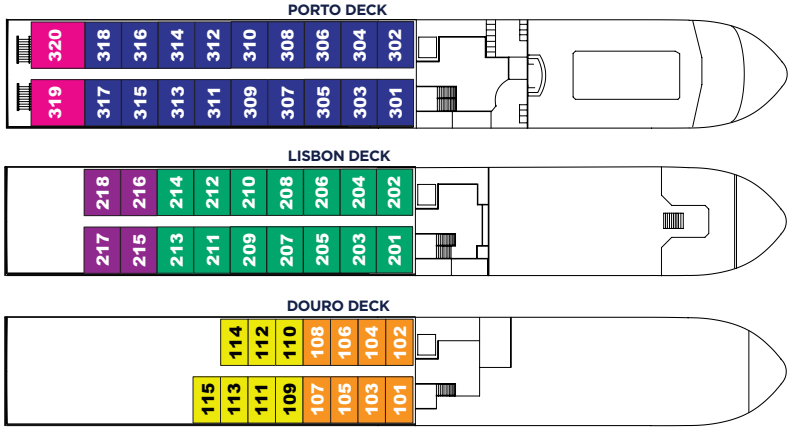 PORTO DECK
320 318 316 314 312 310 308 306 304 302
319 317 315 313 311 309 307 305 303 301
LISBON DECK
218 216 214 212 210 208 206 204 202
217 215 213 211 209 207 205 203 201
DOURO DECK
114 112 110 108 106 104 102
115 113 111 109 107 105 103 101